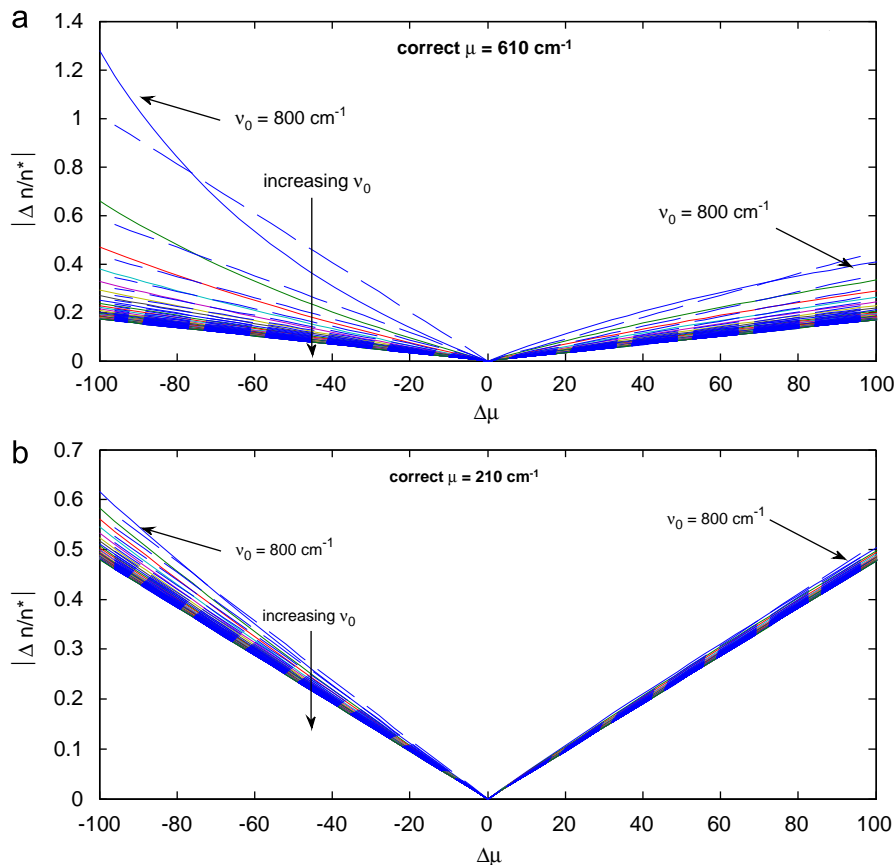 a
1.4
1.2
1
0.8
0.6
0.4
0.2
0
|Δ n/n*|
correct μ = 610 cm⁻¹
ν₀ = 800 cm⁻¹
increasing ν₀
ν₀ = 800 cm⁻¹
-100 -80 -60 -40 -20 0 20 40 60 80 100
Δμ
b
0.7
0.6
0.5
0.4
0.3
0.2
0.1
0
|Δ n/n*|
correct μ = 210 cm⁻¹
ν₀ = 800 cm⁻¹
ν₀ = 800 cm⁻¹
increasing ν₀
-100 -80 -60 -40 -20 0 20 40 60 80 100
Δμ